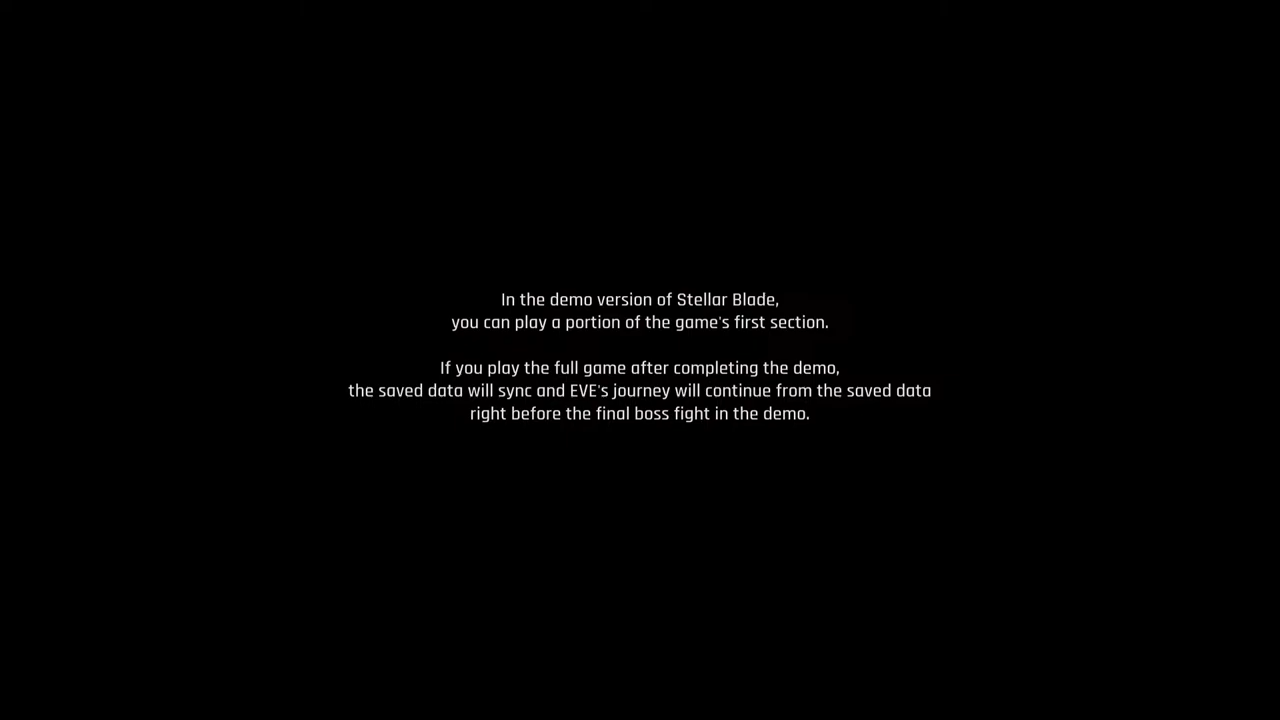 In the demo version of Stellar Blade,
you can play a portion of the game's first section.
If you play the full game after completing the demo,
the saved data will sync and EVE's journey will continue from the saved data
right before the final boss fight in the demo.